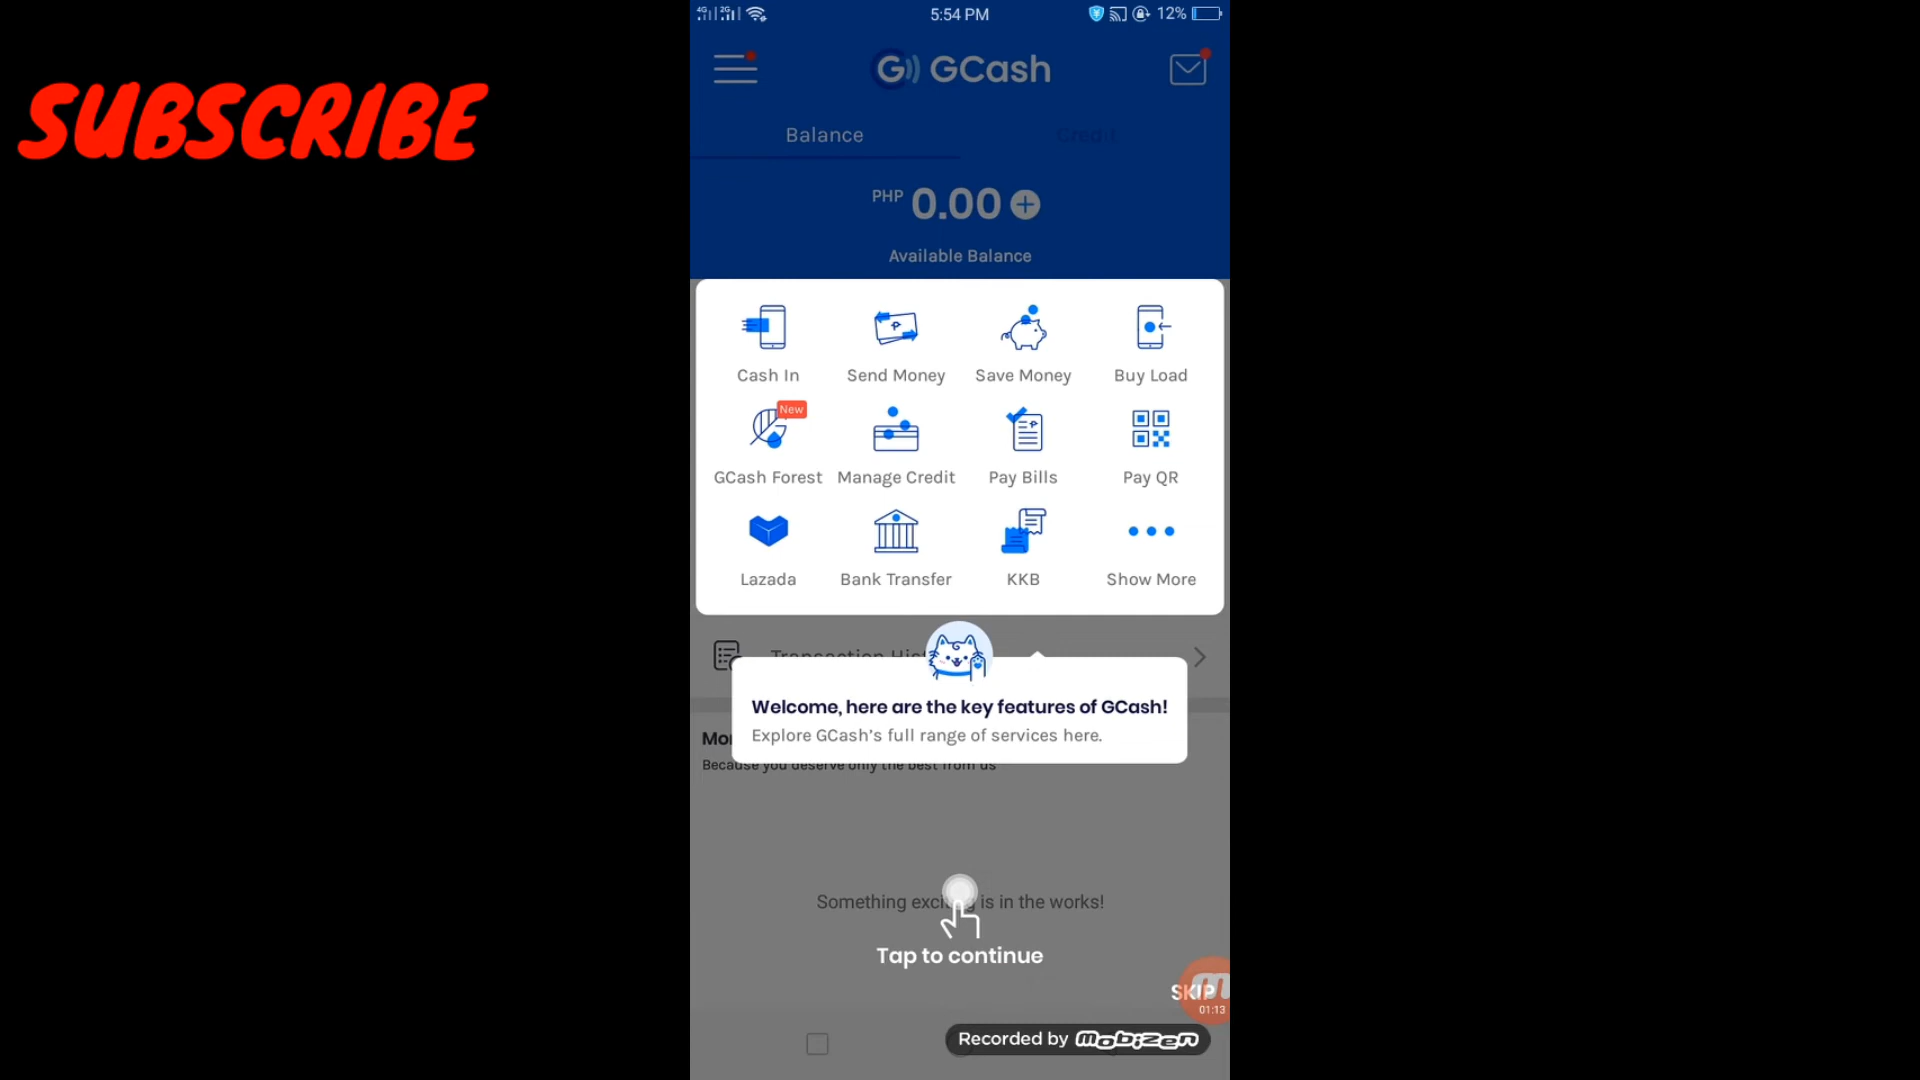 SUBSCRIBE
4G 2G 5:54 PM 12%
G GCash
Balance Credit
PHP 0.00
Available Balance
Cash In Send Money Save Money Buy Load
New
GCash Forest Manage Credit Pay Bills Pay QR
Lazada Bank Transfer KKB Show More
Transaction His
Welcome, here are the key features of GCash!
Mo
Explore GCash's full range of services here.
Because you deserve only the best from us
Something exciting is in the works!
Tap to continue
SKIP
01:13
Recorded by mobizen